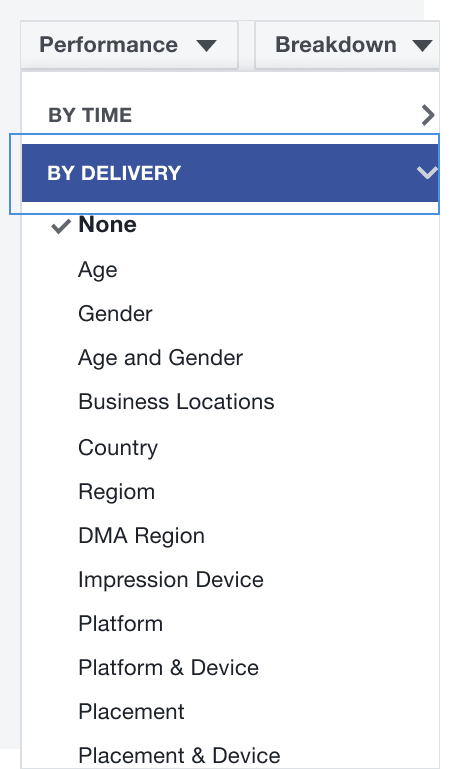 Performance
Breakdown
BY TIME
BY DELIVERY
None
Age
Gender
Age and Gender
Business Locations
Country
Regiom
DMA Region
Impression Device
Platform
Platform & Device
Placement
Placement & Device